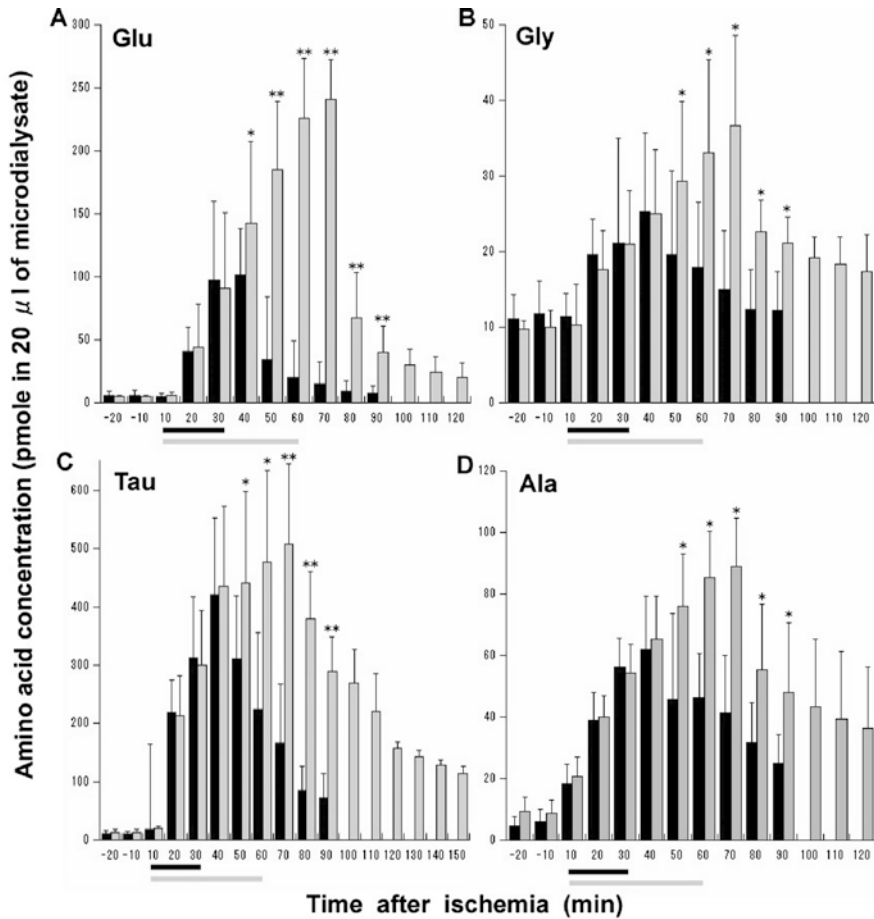 Amino acid concentration (pmole in 20 μl of microdialysate)
A
Glu
300
250
200
150
100
50
0
* ** ** ** ** **
-20 -10 10 20 30 40 50 60 70 80 90 100 110 120
B
Gly
50
40
30
20
10
0
* * * * *
-20 -10 10 20 30 40 50 60 70 80 90 100 110 120
C
Tau
600
500
400
300
200
100
0
* * ** ** **
-20 -10 10 20 30 40 50 60 70 80 90 100 110 120 130 140 150
D
Ala
120
100
80
60
40
20
0
* * * * *
-20 -10 10 20 30 40 50 60 70 80 90 100 110 120
Time after ischemia (min)